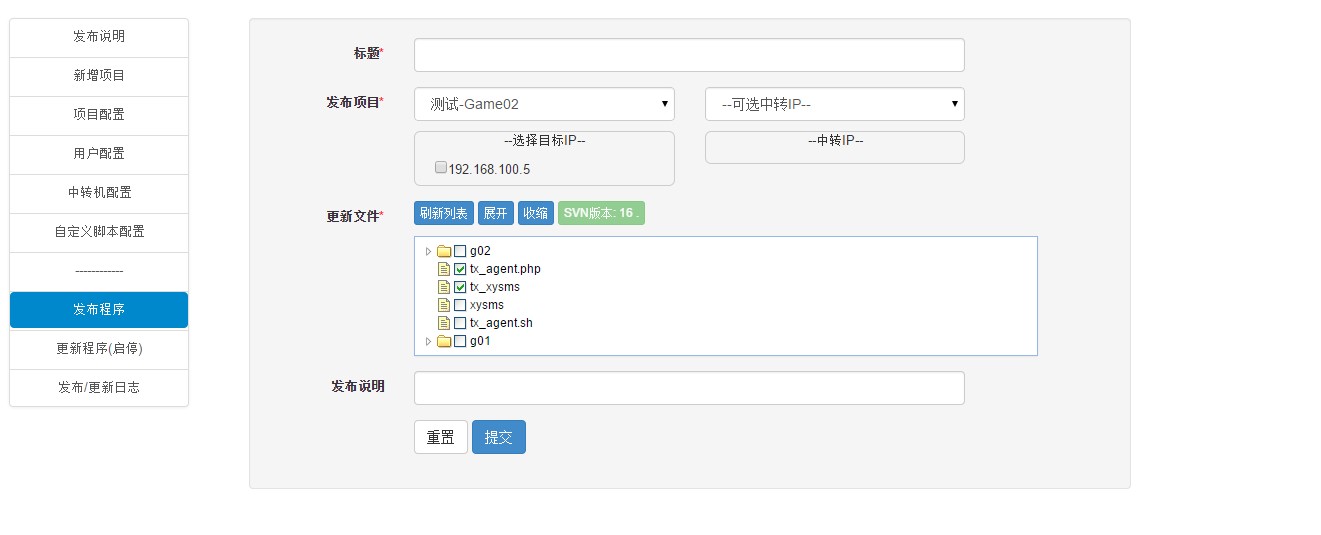 发布说明
新增项目
项目配置
用户配置
中转机配置
自定义脚本配置
------------
发布程序
更新程序(启停)
发布/更新日志
标题*
发布项目*
测试-Game02
--可选中转IP--
--选择目标IP--
192.168.100.5
--中转IP--
更新文件*
刷新列表 展开 收缩 SVN版本: 16 .
g02
tx_agent.php
tx_xysms
xysms
tx_agent.sh
g01
发布说明
重置 提交